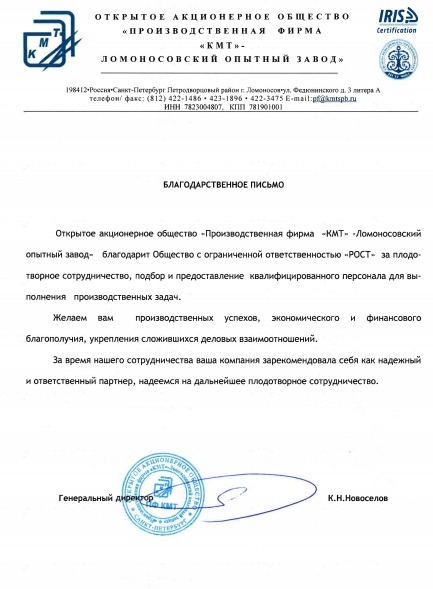 КМТ
ОТКРЫТОЕ АКЦИОНЕРНОЕ ОБЩЕСТВО
«ПРОИЗВОДСТВЕННАЯ ФИРМА
«КМТ»-
ЛОМОНОСОВСКИЙ ОПЫТНЫЙ ЗАВОД»
IRIS
Certification
198412•Россия•Санкт-Петербург Петродворцовый район г. Ломоносов•ул. Федюнинского д. 3 литера А
телефон/ факс: (812) 422-1486 • 423-1896 • 422-3475 E-mail:pf@kmtspb.ru
ИНН 7823004807, КПП 781901001
БЛАГОДАРСТВЕННОЕ ПИСЬМО
Открытое акционерное общество «Производственная фирма «КМТ» -Ломоносовский
опытный завод» благодарит Общество с ограниченной ответственностью «РОСТ» за плодо-
творное сотрудничество, подбор и предоставление квалифицированного персонала для вы-
полнения производственных задач.
Желаем вам производственных успехов, экономического и финансового
благополучия, укрепления сложившихся деловых взаимоотношений.
За время нашего сотрудничества ваша компания зарекомендовала себя как надежный
и ответственный партнер, надеемся на дальнейшее плодотворное сотрудничество.
ОТКРЫТОЕ АКЦИОНЕРНОЕ ОБЩЕСТВО
ПФ КМТ
САНКТ-ПЕТЕРБУРГ
Генеральный директор
К.Н.Новоселов